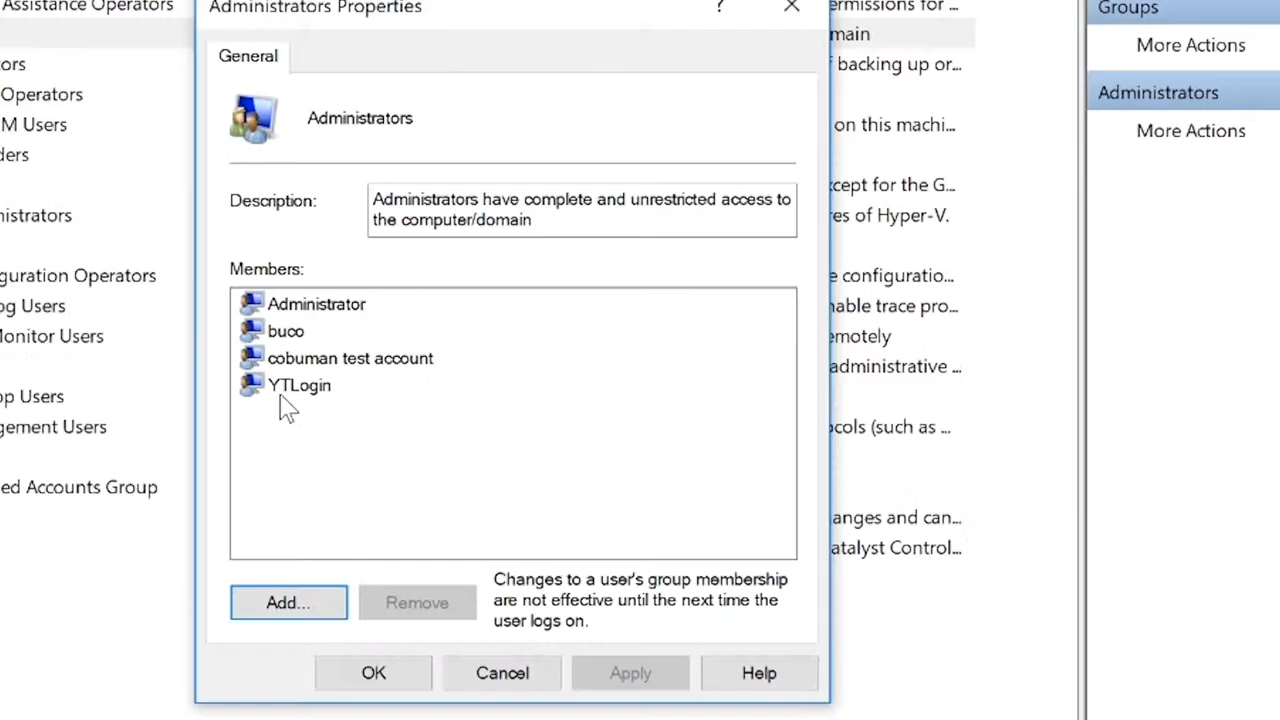 Assistance Operators
Administrators Properties
?
ermissions for ...
Groups
main
More Actions
General
ors
f backing up or...
Operators
Administrators
Administrators
M Users
on this machi...
More Actions
ders
Description:
Administrators have complete and unrestricted access to
the computer/domain
xcept for the G...
nistrators
res of Hyper-V.
Members:
guration Operators
e configuratio...
Administrator
og Users
nable trace pro...
buco
Monitor Users
emotely
cobuman test account
administrative ...
YTLogin
op Users
gement Users
ocols (such as ...
ed Accounts Group
anges and can...
atalyst Control...
Add...
Remove
Changes to a user's group membership
are not effective until the next time the
user logs on.
OK
Cancel
Apply
Help